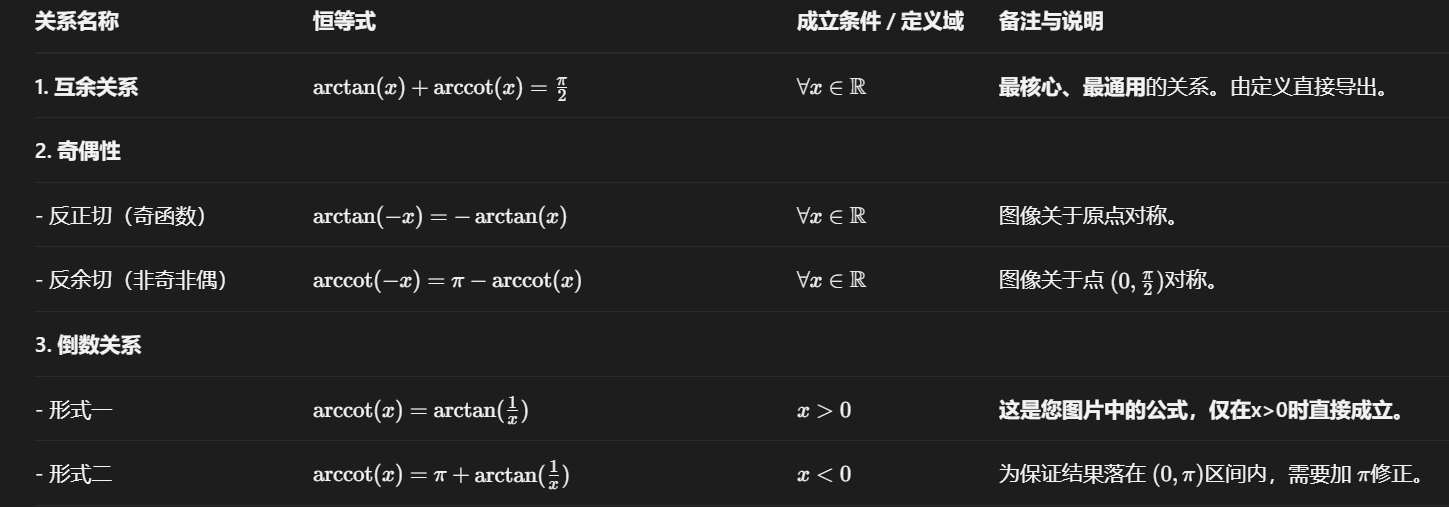 关系名称 恒等式 成立条件 / 定义域 备注与说明
1. 互余关系 arctan(x) + arccot(x) = π/2 ∀x ∈ ℝ 最核心、最通用的关系。由定义直接导出。
2. 奇偶性
- 反正切（奇函数） arctan(−x) = − arctan(x) ∀x ∈ ℝ 图像关于原点对称。
- 反余切（非奇非偶） arccot(−x) = π − arccot(x) ∀x ∈ ℝ 图像关于点 (0, π/2)对称。
3. 倒数关系
- 形式一 arccot(x) = arctan(1/x) x > 0 这是您图片中的公式，仅在x>0时直接成立。
- 形式二 arccot(x) = π + arctan(1/x) x < 0 为保证结果落在 (0, π)区间内，需要加 π修正。